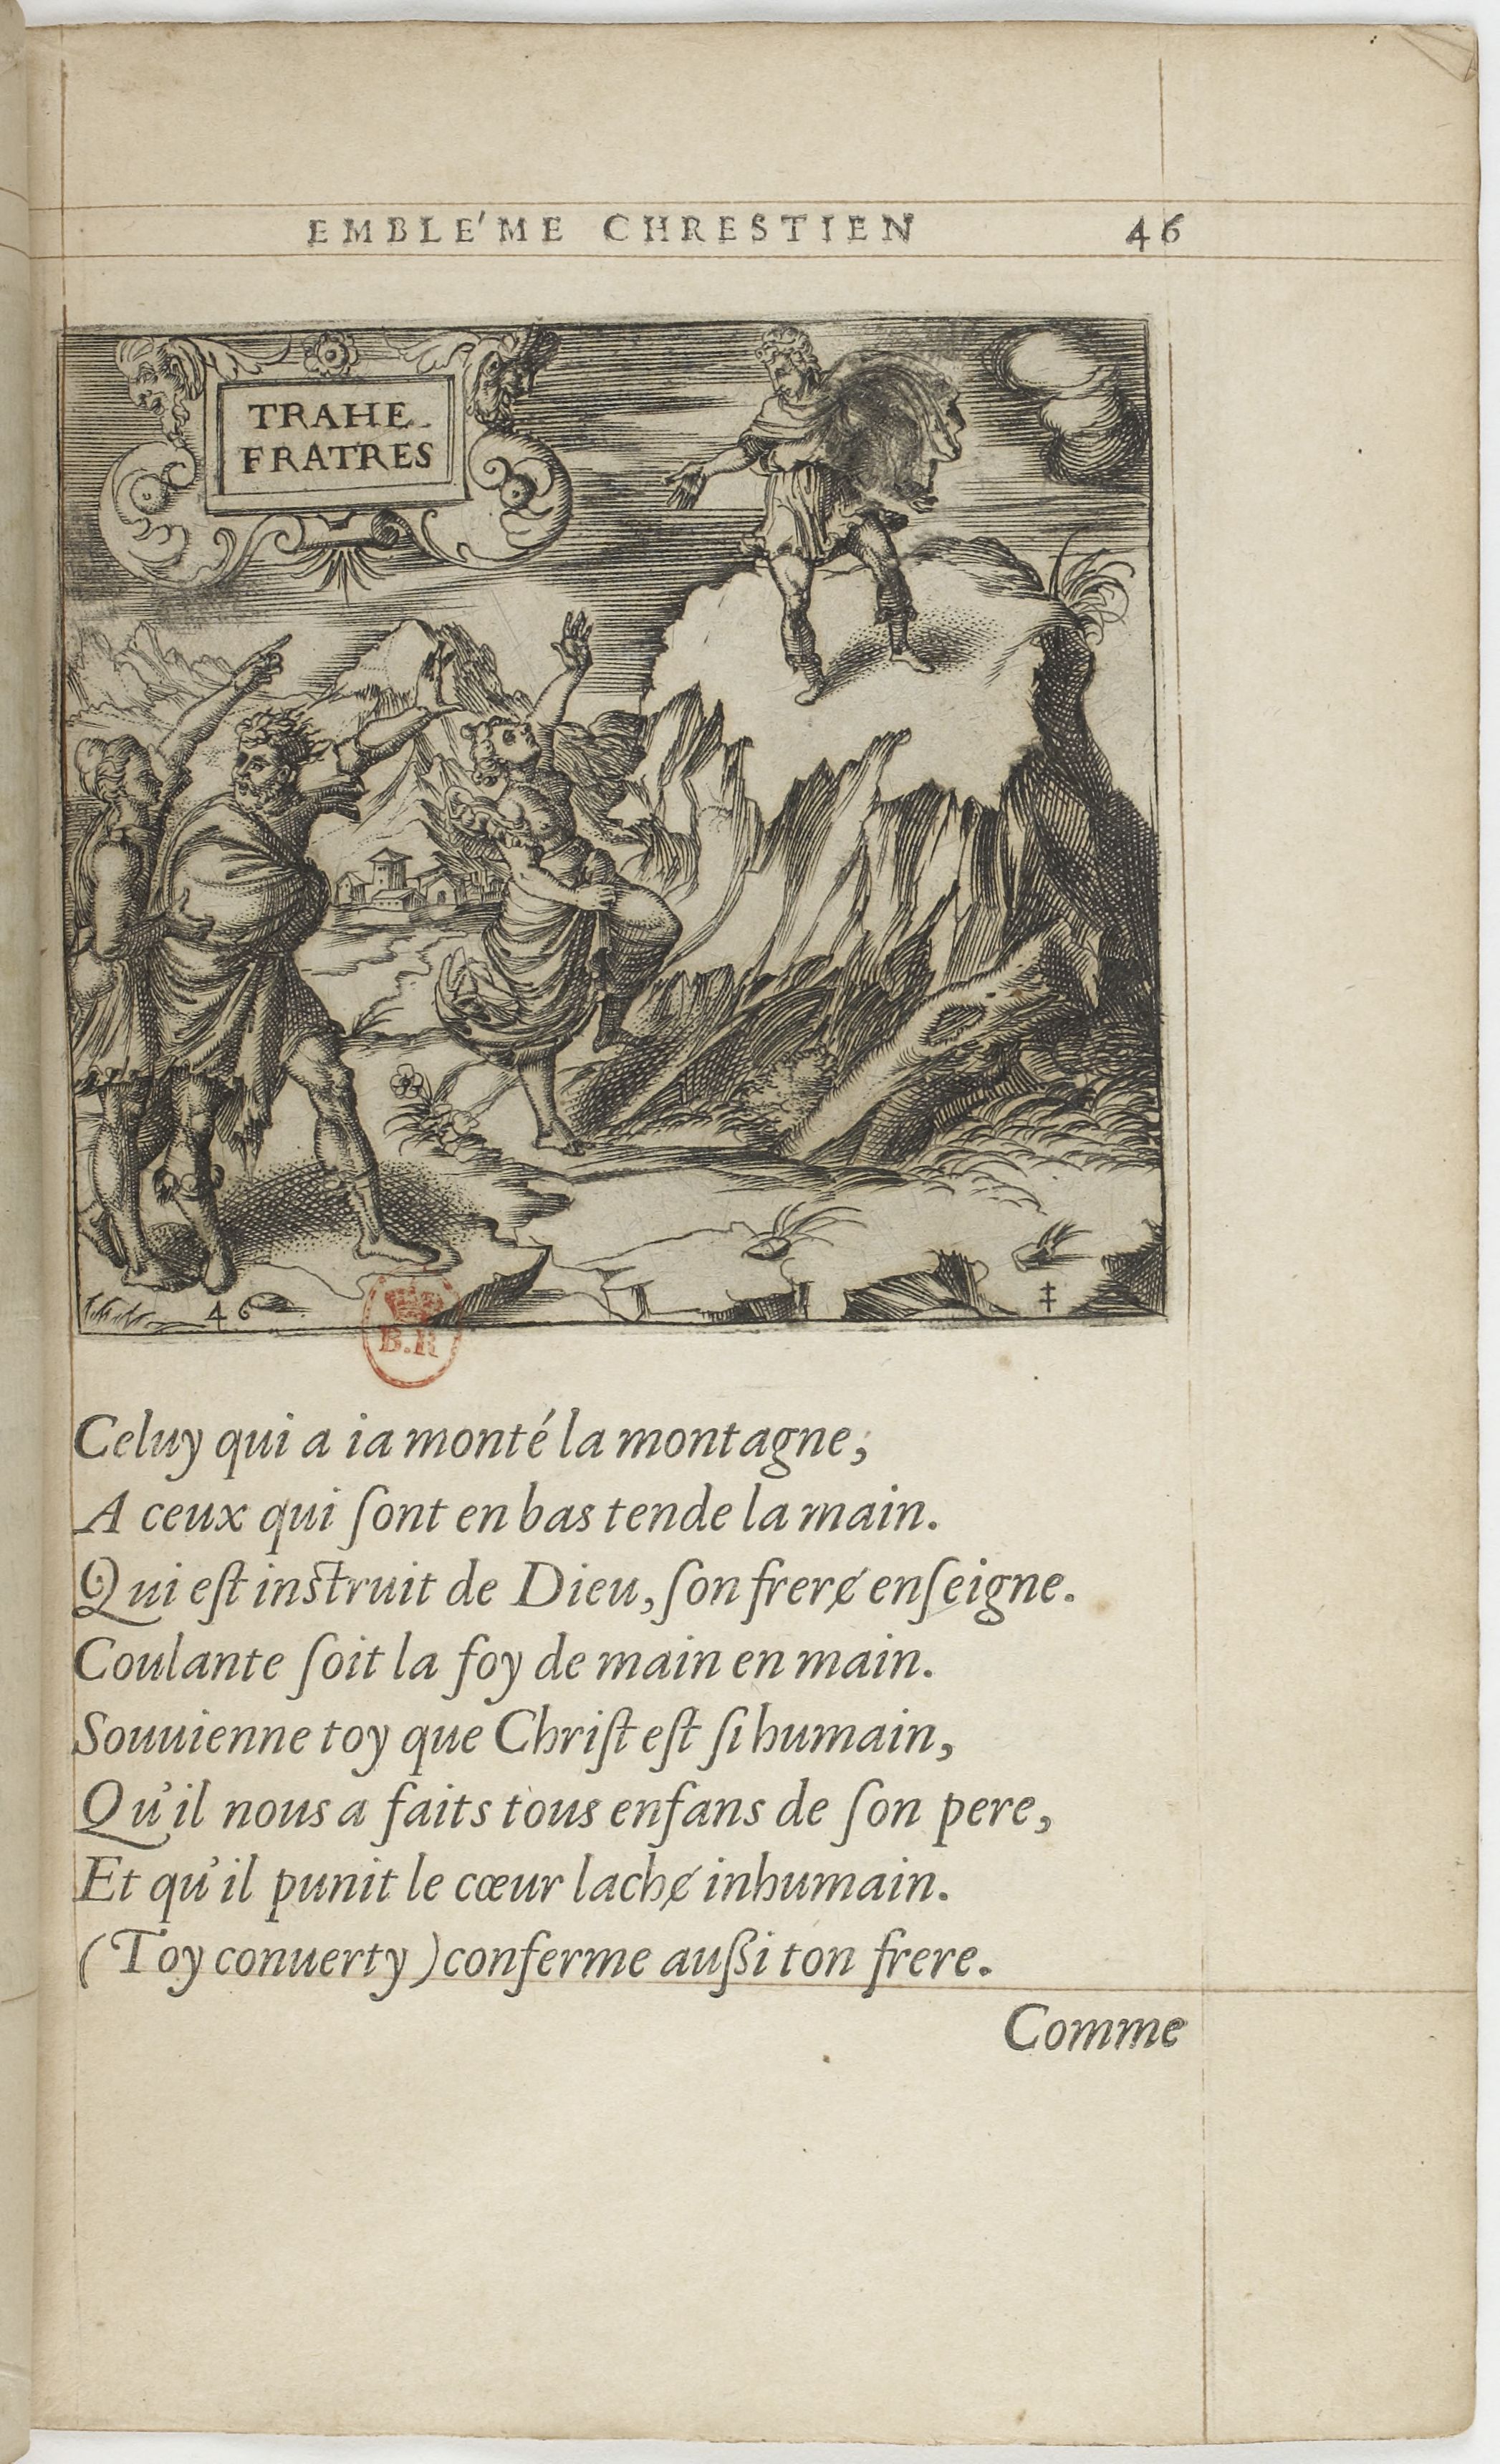 EMBLE'ME CHRESTIEN 46
TRAHE
FRATRES
46
‡
B.R
Celuy qui a ia monté la montagne,
A ceux qui ſont en bas tende la main.
Qui eſt inſtruit de Dieu, ſon frerɇ enſeigne.
Coulante ſoit la foy de main en main.
Souuienne toy que Chriſt eſt ſi humain,
Qu'il nous a faits tous enfans de ſon pere,
Et qu'il punit le cœur lachɇ inhumain.
(Toy conuerty) conferme außi ton frere.
Comme